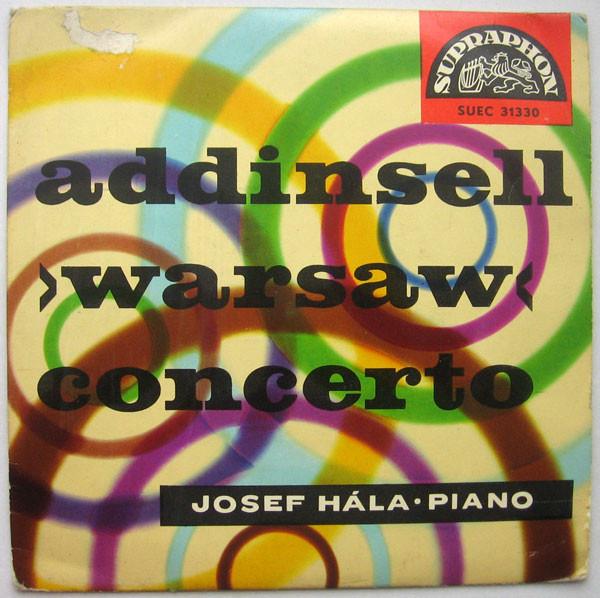 SUPRAPHON
SUEC 31330
addinsell
›warsaw‹
concerto
JOSEF HÁLA·PIANO